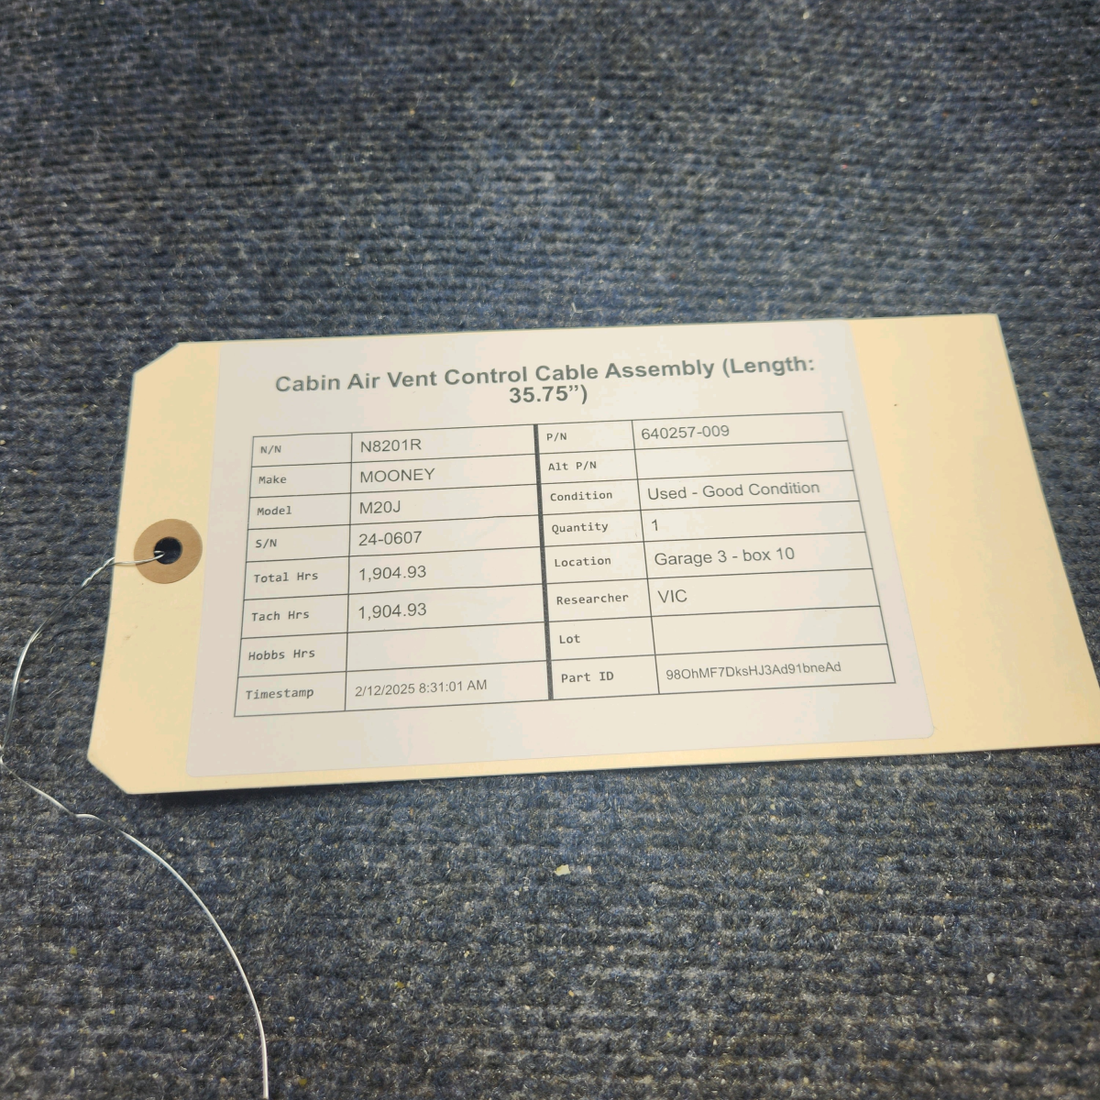 Cabin Air Vent Control Cable Assembly (Length:
35.75”)
N/N N8201R P/N 640257-009
Make MOONEY Alt P/N
Model M20J Condition Used - Good Condition
S/N 24-0607 Quantity 1
Total Hrs 1,904.93 Location Garage 3 - box 10
Tach Hrs 1,904.93 Researcher VIC
Hobbs Hrs Lot
Timestamp 2/12/2025 8:31:01 AM Part ID 98OhMF7DksHJ3Ad91bneAd